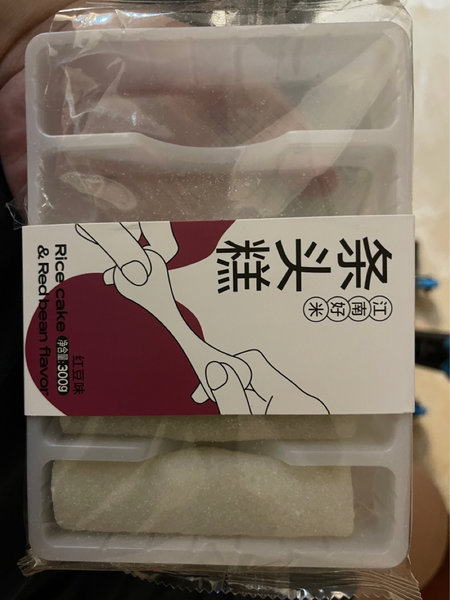 条头糕
江南好米
红豆味
净含量:300g
Rice cake
& Red bean flavor